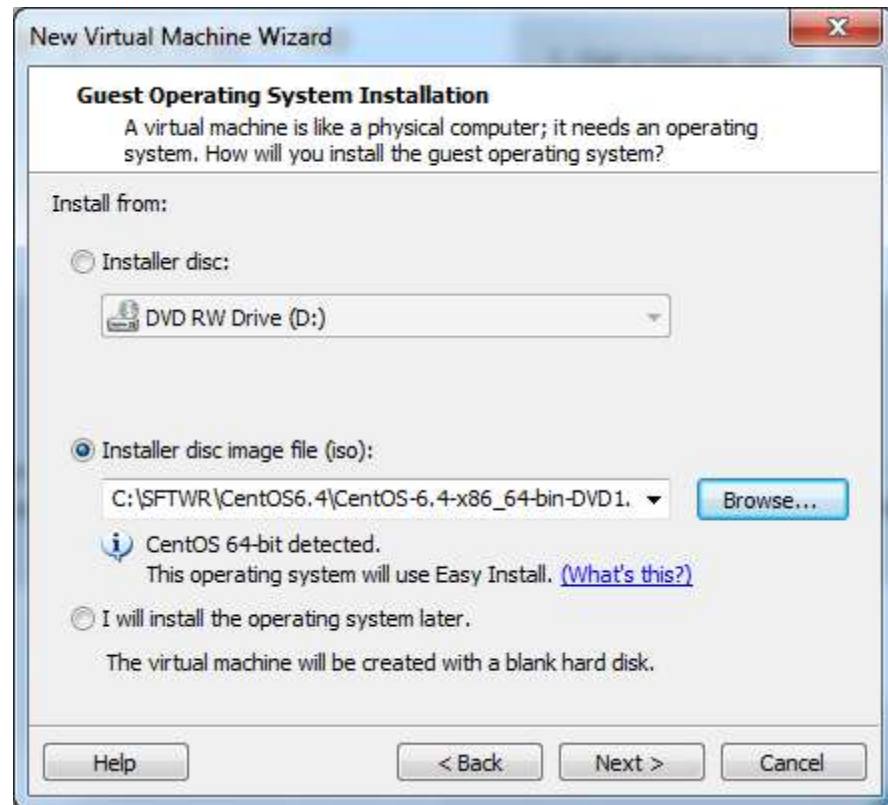 New Virtual Machine Wizard
Guest Operating System Installation
A virtual machine is like a physical computer; it needs an operating
system. How will you install the guest operating system?
Install from:
Installer disc:
DVD RW Drive (D:)
Installer disc image file (iso):
C:\SFTWR\CentOS6.4\CentOS-6.4-x86_64-bin-DVD1.
Browse...
CentOS 64-bit detected.
This operating system will use Easy Install. (What's this?)
I will install the operating system later.
The virtual machine will be created with a blank hard disk.
Help
< Back
Next >
Cancel